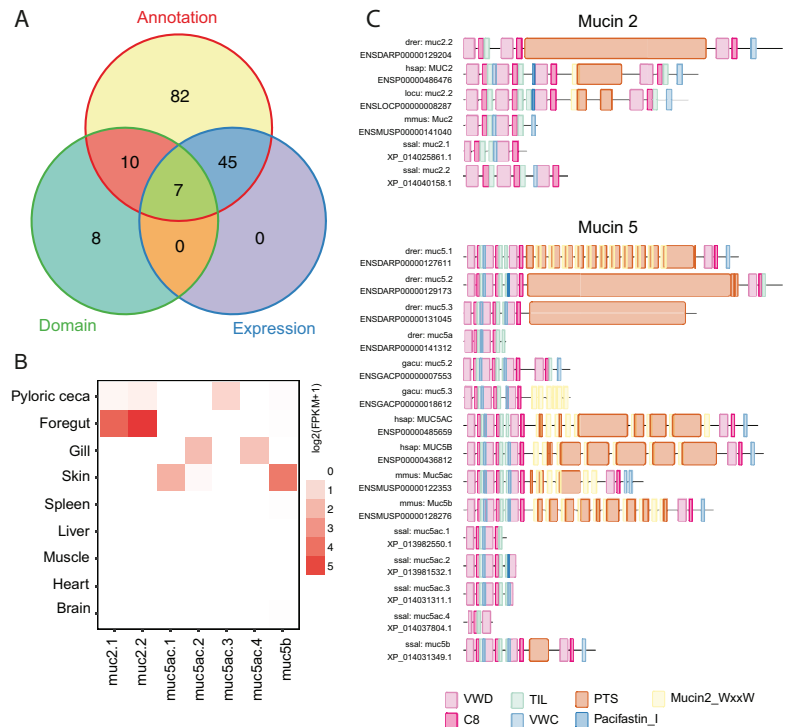 A
Annotation
82
10
45
7
8
0
0
Domain
Expression
B
Pyloric ceca
Foregut
Gill
Skin
Spleen
Liver
Muscle
Heart
Brain
muc2.1
muc2.2
muc5ac.1
muc5ac.2
muc5ac.3
muc5ac.4
muc5b
log2(FPKM+1)
0
1
2
3
4
5
C
Mucin 2
drer: muc2.2
ENSDARP00000129204
hsap: MUC2
ENSP00000486476
locu: muc2.2
ENSLOCP00000008287
mmus: Muc2
ENSMUSP00000141040
ssal: muc2.1
XP_014025861.1
ssal: muc2.2
XP_014040158.1
Mucin 5
drer: muc5.1
ENSDARP00000127611
drer: muc5.2
ENSDARP00000129173
drer: muc5.3
ENSDARP00000131045
drer: muc5a
ENSDARP00000141312
gacu: muc5.2
ENSGACP00000007553
gacu: muc5.3
ENSGACP00000018612
hsap: MUC5AC
ENSP00000485659
hsap: MUC5B
ENSP00000436812
mmus: Muc5ac
ENSMUSP00000122353
mmus: Muc5b
ENSMUSP00000128276
ssal: muc5ac.1
XP_013982550.1
ssal: muc5ac.2
XP_013981532.1
ssal: muc5ac.3
XP_014031311.1
ssal: muc5ac.4
XP_014037804.1
ssal: muc5b
XP_014031349.1
VWD
TIL
PTS
Mucin2_WxxW
C8
VWC
Pacifastin_I